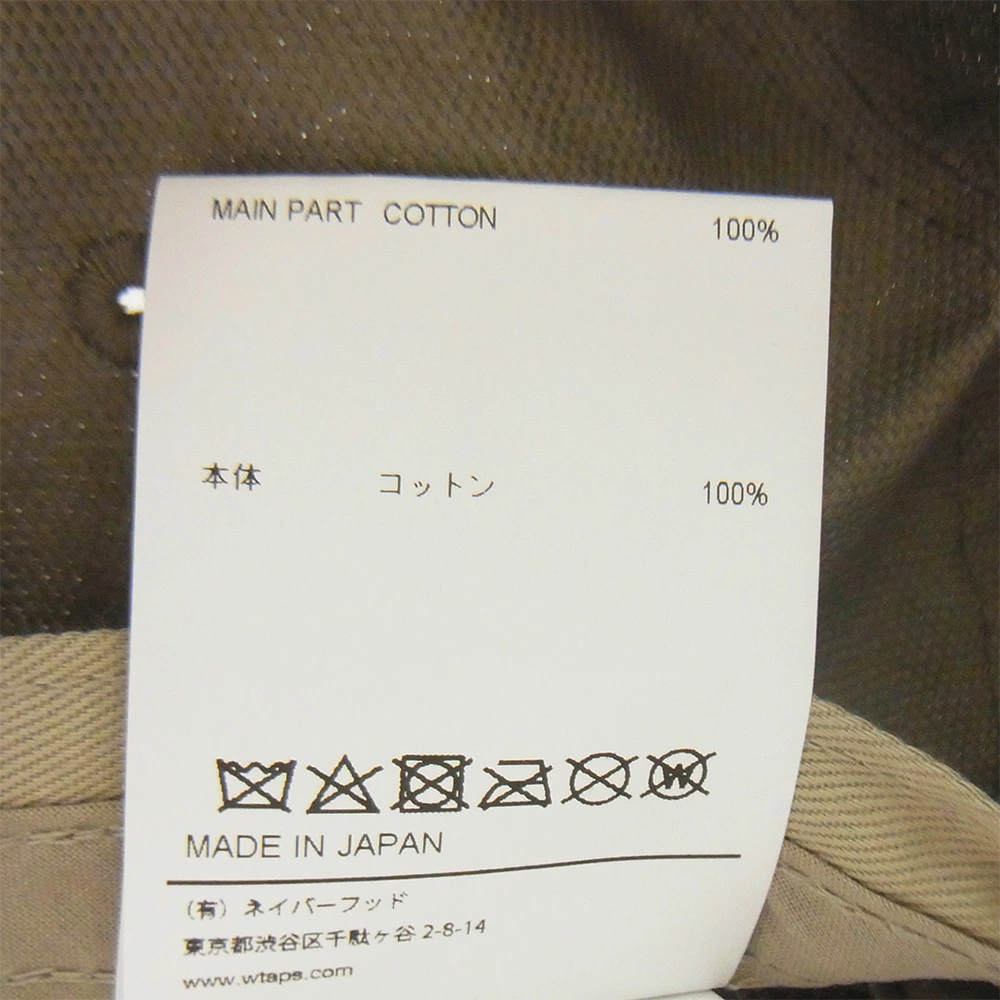 MAIN PART COTTON 100%
本体 コットン 100%
W
MADE IN JAPAN
(有) ネイバーフッド
東京都渋谷区千駄ヶ谷 2-8-14
www.wtaps.com